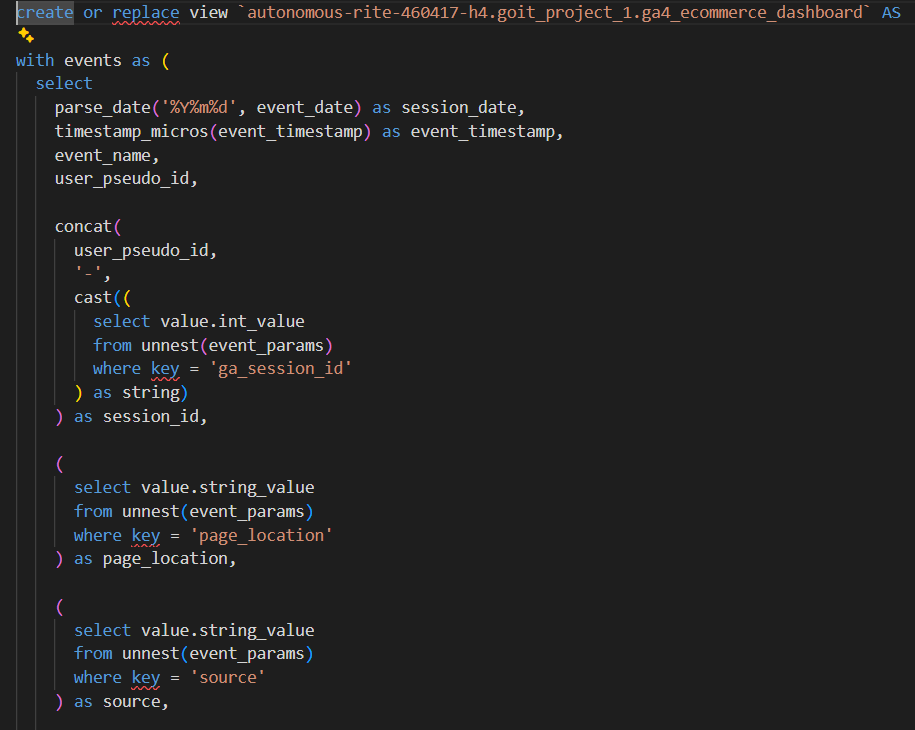 create or replace view `autonomous-rite-460417-h4.goit_project_1.ga4_ecommerce_dashboard` AS
with events as (
select
parse_date('%Y%m%d', event_date) as session_date,
timestamp_micros(event_timestamp) as event_timestamp,
event_name,
user_pseudo_id,
concat(
user_pseudo_id,
'-',
cast((
select value.int_value
from unnest(event_params)
where key = 'ga_session_id'
) as string)
) as session_id,
(
select value.string_value
from unnest(event_params)
where key = 'page_location'
) as page_location,
(
select value.string_value
from unnest(event_params)
where key = 'source'
) as source,